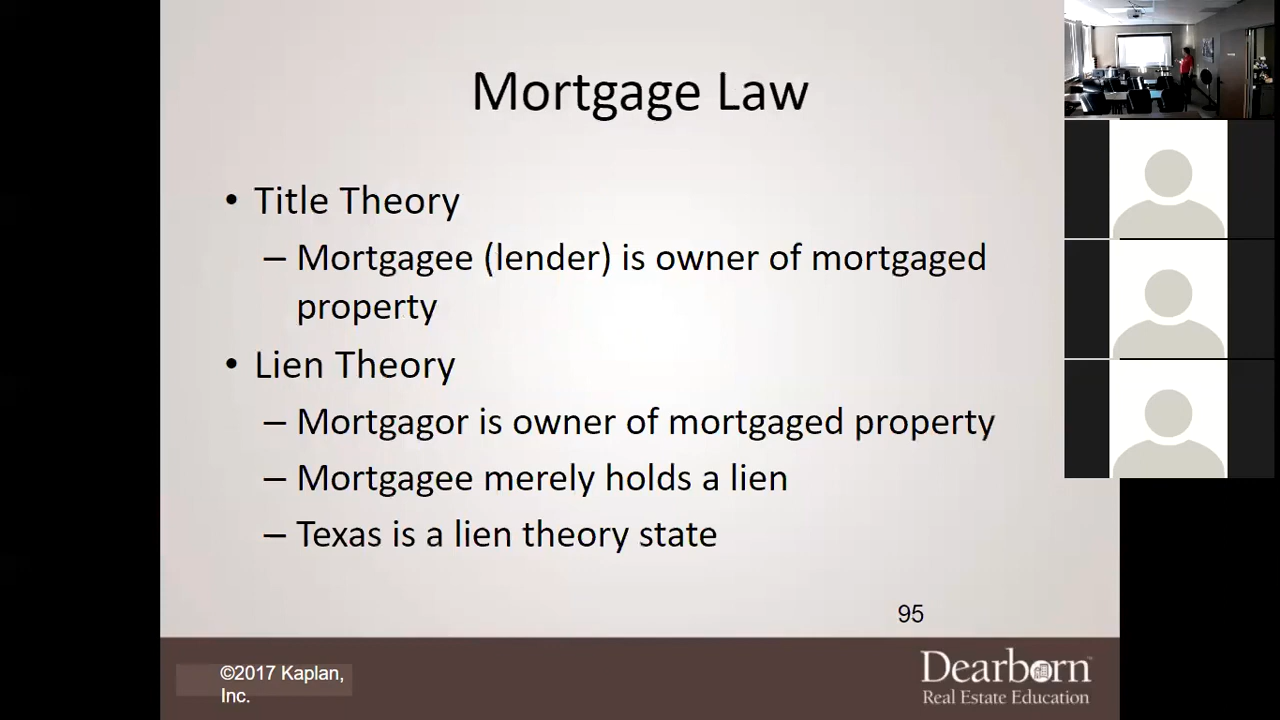 Mortgage Law
• Title Theory
– Mortgagee (lender) is owner of mortgaged
property
• Lien Theory
– Mortgagor is owner of mortgaged property
– Mortgagee merely holds a lien
– Texas is a lien theory state
95
©2017 Kaplan,
Inc.
Dearborn™
Real Estate Education